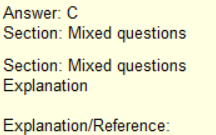 Answer: C
Section: Mixed questions
Section: Mixed questions
Explanation
Explanation/Reference: